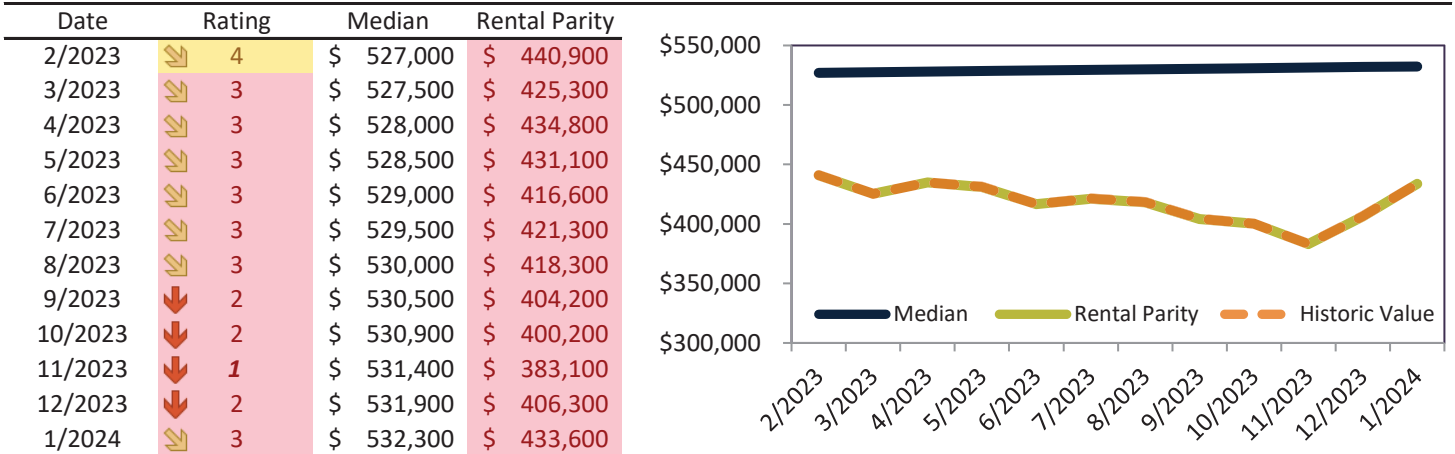 Date Rating Median Rental Parity
2/2023 4 $ 527,000 $ 440,900
3/2023 3 $ 527,500 $ 425,300
4/2023 3 $ 528,000 $ 434,800
5/2023 3 $ 528,500 $ 431,100
6/2023 3 $ 529,000 $ 416,600
7/2023 3 $ 529,500 $ 421,300
8/2023 3 $ 530,000 $ 418,300
9/2023 2 $ 530,500 $ 404,200
10/2023 2 $ 530,900 $ 400,200
11/2023 1 $ 531,400 $ 383,100
12/2023 2 $ 531,900 $ 406,300
1/2024 3 $ 532,300 $ 433,600
$550,000
$500,000
$450,000
$400,000
$350,000
$300,000
Median Rental Parity Historic Value
2/2023 3/2023 4/2023 5/2023 6/2023 7/2023 8/2023 9/2023 10/2023 11/2023 12/2023 1/2024